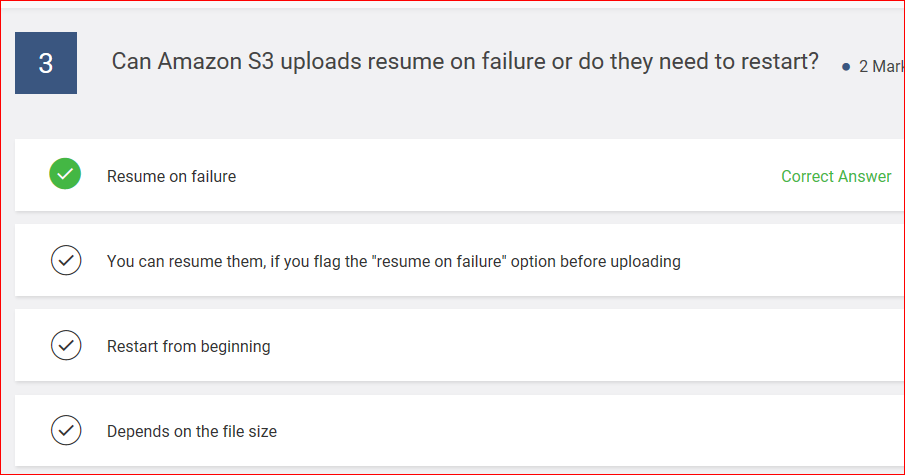 3
Can Amazon S3 uploads resume on failure or do they need to restart?
• 2 Mark
Resume on failure
Correct Answer
You can resume them, if you flag the "resume on failure" option before uploading
Restart from beginning
Depends on the file size